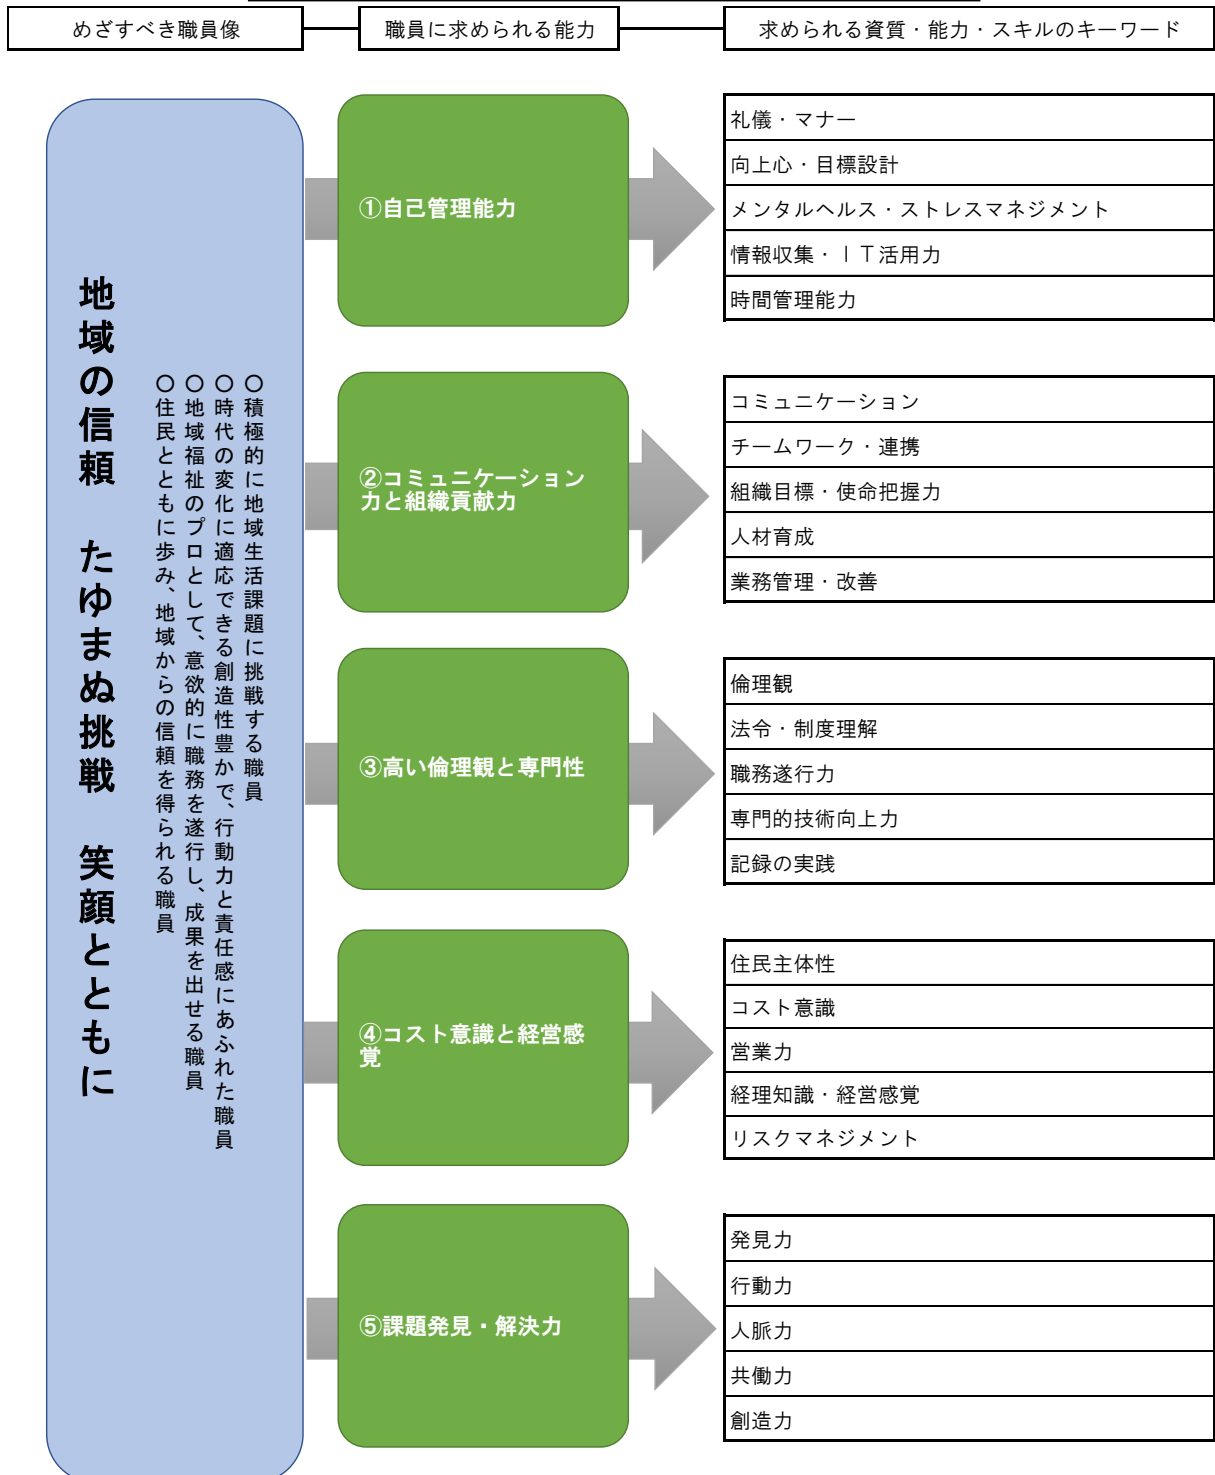 めざすべき職員像
職員に求められる能力
求められる資質・能力・スキルのキーワード
地域の信頼　たゆまぬ挑戦　笑顔とともに
○積極的に地域生活課題に挑戦する職員
○時代の変化に適応できる創造性豊かで、行動力と責任感にあふれた職員
○地域福祉のプロとして、意欲的に職務を遂行し、成果を出せる職員
○住民とともに歩み、地域からの信頼を得られる職員
①自己管理能力
礼儀・マナー
向上心・目標設計
メンタルヘルス・ストレスマネジメント
情報収集・ＩＴ活用力
時間管理能力
②コミュニケーション
力と組織貢献力
コミュニケーション
チームワーク・連携
組織目標・使命把握力
人材育成
業務管理・改善
③高い倫理観と専門性
倫理観
法令・制度理解
職務遂行力
専門的技術向上力
記録の実践
④コスト意識と経営感
覚
住民主体性
コスト意識
営業力
経理知識・経営感覚
リスクマネジメント
⑤課題発見・解決力
発見力
行動力
人脈力
共働力
創造力